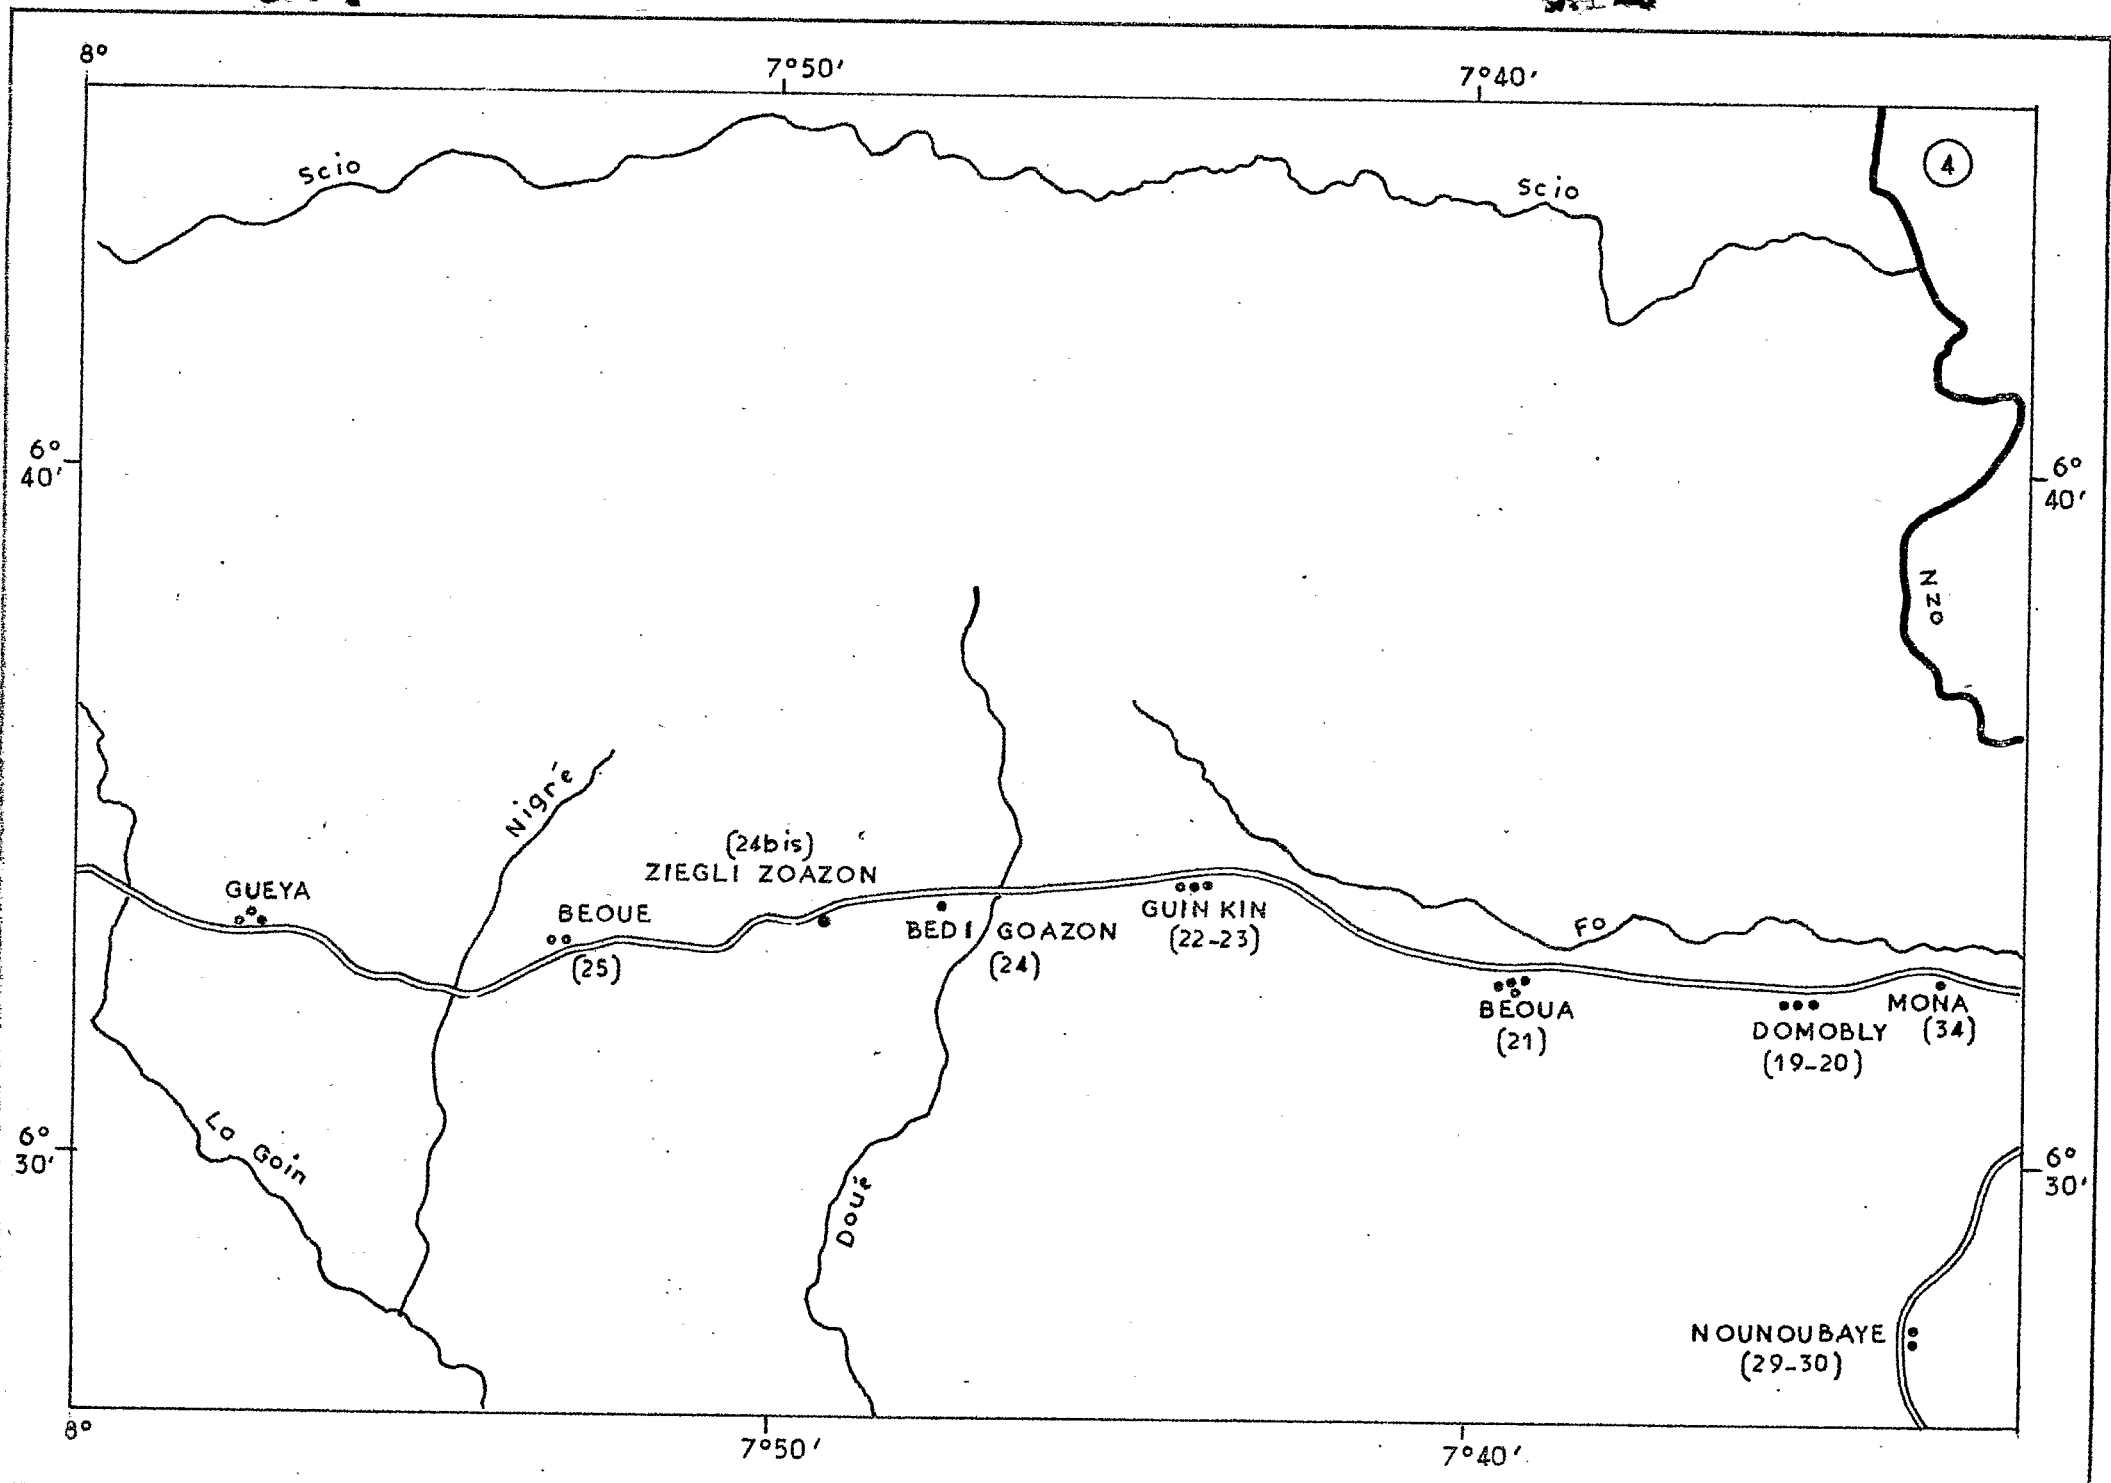 8°
7°50′
7°40′
4
Scio
Scio
6°
40′
6°
40′
Nzo
Nigré
(24bis)
ZIEGLI ZOAZON
GUEYA
BEOUE
(25)
BEDI GOAZON
(24)
GUIN KIN
(22-23)
Fo
BEOUA
(21)
DOMOBLY
(19-20)
MONA
(34)
Lo Goin
6°
30′
6°
30′
Doué
NOUNOUBAYE
(29-30)
8°
7°50′
7°40′